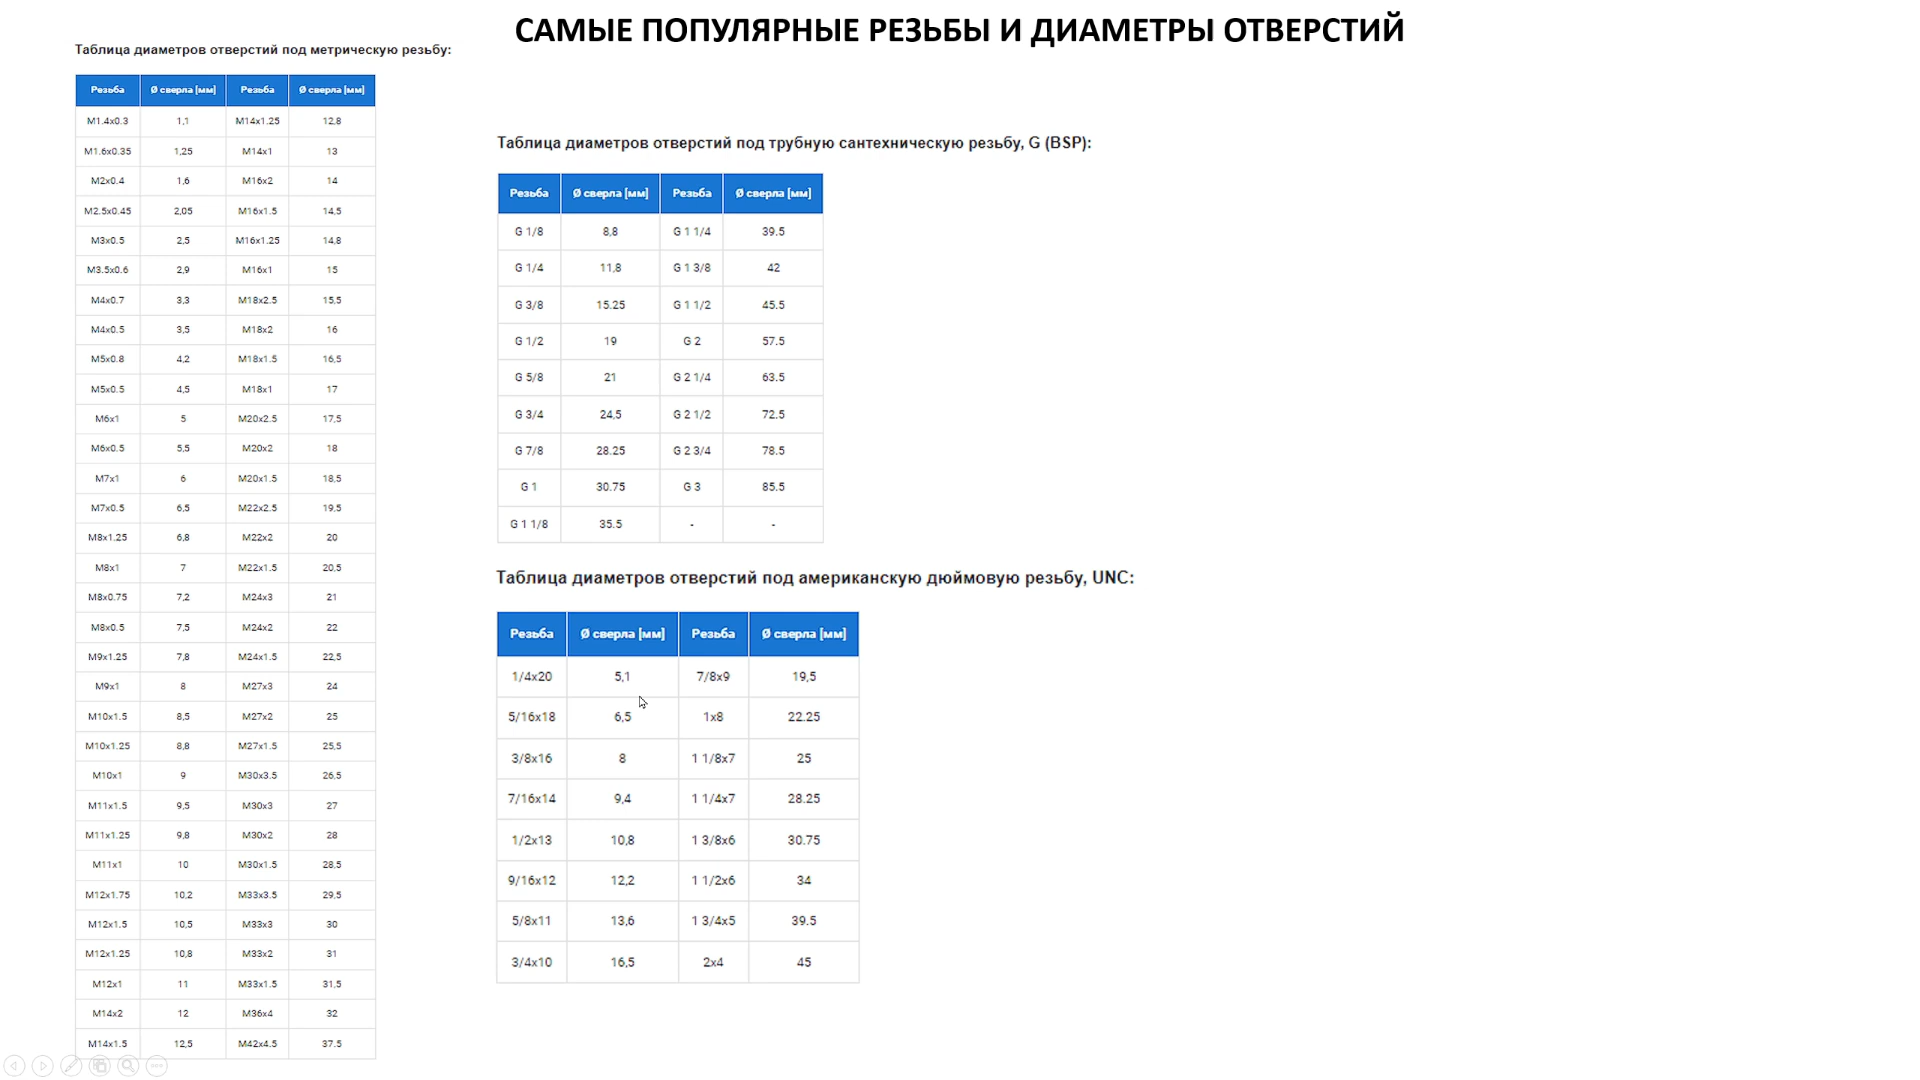 САМЫЕ ПОПУЛЯРНЫЕ РЕЗЬБЫ И ДИАМЕТРЫ ОТВЕРСТИЙ
Таблица диаметров отверстий под метрическую резьбу:
Резьба Ø сверла [мм] Резьба Ø сверла [мм]
M1.4x0.3 1,1 M14x1.25 12,8
M1.6x0.35 1,25 M14x1 13
M2x0.4 1,6 M16x2 14
M2.5x0.45 2,05 M16x1.5 14,5
M3x0.5 2,5 M16x1.25 14,8
M3.5x0.6 2,9 M16x1 15
M4x0.7 3,3 M18x2.5 15,5
M4x0.5 3,5 M18x2 16
M5x0.8 4,2 M18x1.5 16,5
M5x0.5 4,5 M18x1 17
M6x1 5 M20x2.5 17,5
M6x0.5 5,5 M20x2 18
M7x1 6 M20x1.5 18,5
M7x0.5 6,5 M22x2.5 19,5
M8x1.25 6,8 M22x2 20
M8x1 7 M22x1.5 20,5
M8x0.75 7,2 M24x3 21
M8x0.5 7,5 M24x2 22
M9x1.25 7,8 M24x1.5 22,5
M9x1 8 M27x3 24
M10x1.5 8,5 M27x2 25
M10x1.25 8,8 M27x1.5 25,5
M10x1 9 M30x3.5 26,5
M11x1.5 9,5 M30x3 27
M11x1.25 9,8 M30x2 28
M11x1 10 M30x1.5 28,5
M12x1.75 10,2 M33x3.5 29,5
M12x1.5 10,5 M33x3 30
M12x1.25 10,8 M33x2 31
M12x1 11 M33x1.5 31,5
M14x2 12 M36x4 32
M14x1.5 12,5 M42x4.5 37.5
Таблица диаметров отверстий под трубную сантехническую резьбу, G (BSP):
Резьба Ø сверла [мм] Резьба Ø сверла [мм]
G 1/8 8,8 G 1 1/4 39.5
G 1/4 11,8 G 1 3/8 42
G 3/8 15.25 G 1 1/2 45.5
G 1/2 19 G 2 57.5
G 5/8 21 G 2 1/4 63.5
G 3/4 24,5 G 2 1/2 72.5
G 7/8 28.25 G 2 3/4 78.5
G 1 30.75 G 3 85.5
G 1 1/8 35.5 - -
Таблица диаметров отверстий под американскую дюймовую резьбу, UNC:
Резьба Ø сверла [мм] Резьба Ø сверла [мм]
1/4x20 5,1 7/8x9 19,5
5/16x18 6,5 1x8 22.25
3/8x16 8 1 1/8x7 25
7/16x14 9,4 1 1/4x7 28.25
1/2x13 10,8 1 3/8x6 30.75
9/16x12 12,2 1 1/2x6 34
5/8x11 13,6 1 3/4x5 39.5
3/4x10 16,5 2x4 45